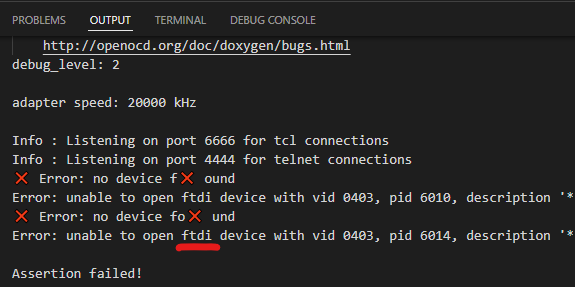 PROBLEMS OUTPUT TERMINAL DEBUG CONSOLE
http://openocd.org/doc/doxygen/bugs.html
debug_level: 2
adapter speed: 20000 kHz
Info : Listening on port 6666 for tcl connections
Info : Listening on port 4444 for telnet connections
❌ Error: no device f❌ ound
Error: unable to open ftdi device with vid 0403, pid 6010, description '*
❌ Error: no device fo❌ und
Error: unable to open ftdi device with vid 0403, pid 6014, description '*
Assertion failed!